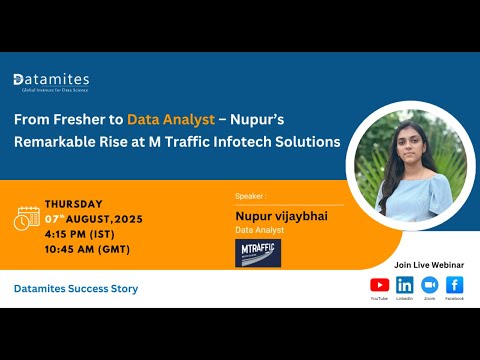 Datamites
Global Institute for Data Science
From Fresher to Data Analyst – Nupur's
Remarkable Rise at M Traffic Infotech Solutions
THURSDAY
07th AUGUST,2025
4:15 PM (IST)
10:45 AM (GMT)
Speaker :
Nupur vijaybhai
Data Analyst
MTRAFFIC
Join Live Webinar
YouTube
LinkedIn
Zoom
Facebook
Datamites Success Story